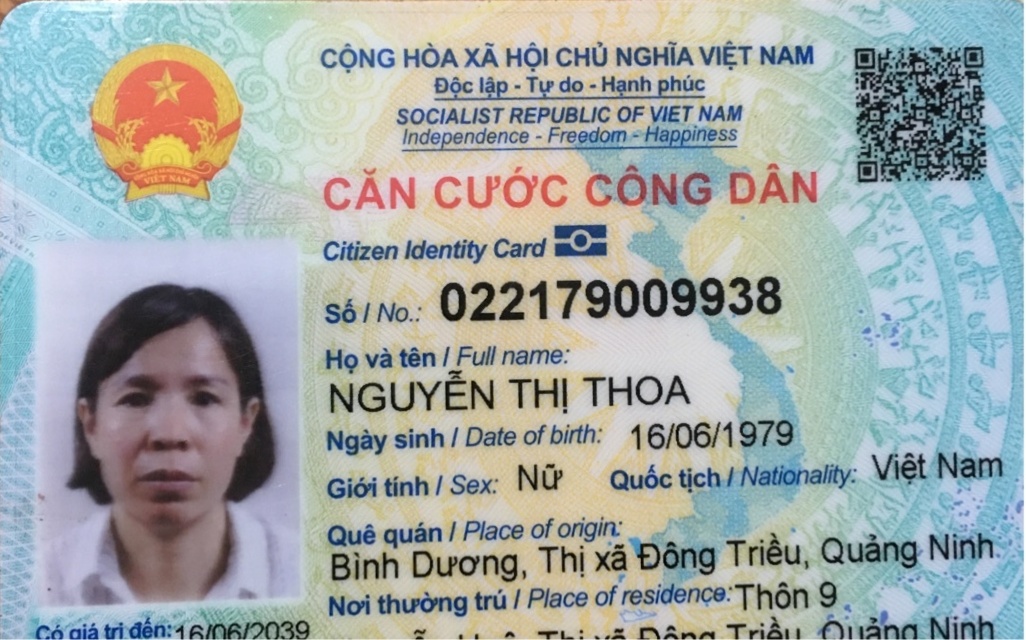 CỘNG HÒA XÃ HỘI CHỦ NGHĨA VIỆT NAM
Độc lập - Tự do - Hạnh phúc
SOCIALIST REPUBLIC OF VIET NAM
Independence - Freedom - Happiness
CĂN CƯỚC CÔNG DÂN
Citizen Identity Card
Số / No.: 022179009938
Họ và tên / Full name:
NGUYỄN THỊ THOA
Ngày sinh / Date of birth: 16/06/1979
Giới tính / Sex: Nữ Quốc tịch / Nationality: Việt Nam
Quê quán / Place of origin:
Bình Dương, Thị xã Đông Triều, Quảng Ninh
Nơi thường trú / Place of residence: Thôn 9
Có giá trị đến: 16/06/2039
Thị xã Đông Triều, Quảng Ninh
VIỆT NAM